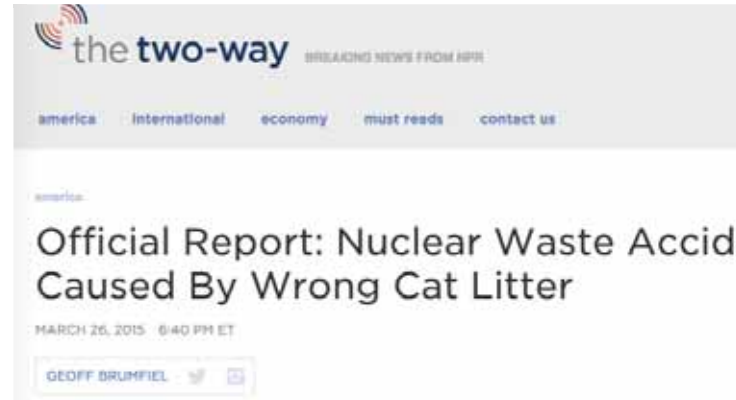 the two-way BREAKING NEWS FROM NPR
america international economy must reads contact us
america
Official Report: Nuclear Waste Accid
Caused By Wrong Cat Litter
MARCH 26, 2015 6:40 PM ET
GEOFF BRUMFIEL